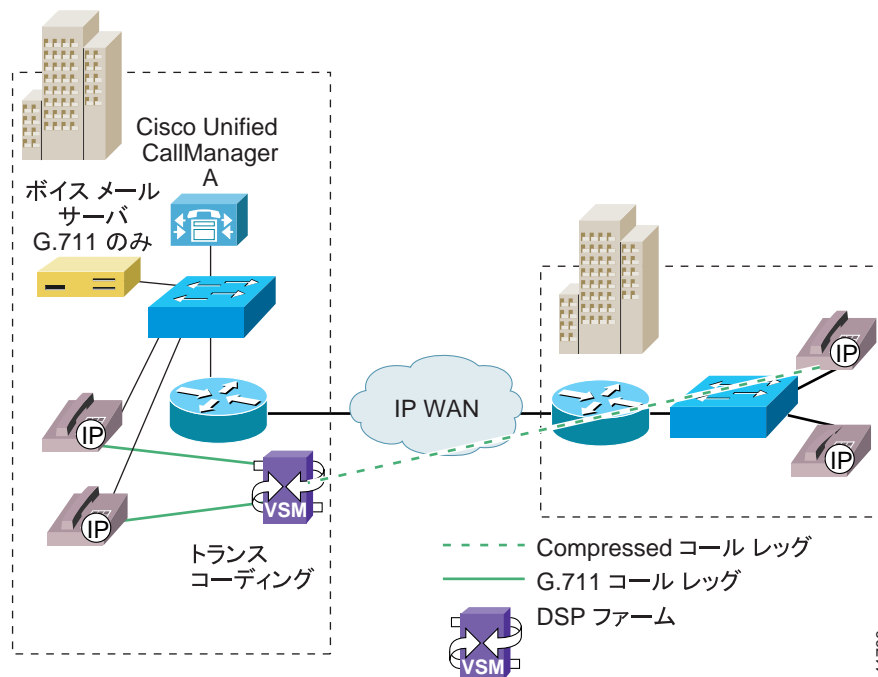 Cisco Unified
CallManager
A
ボイス メール
サーバ
G.711 のみ
IP
IP WAN
IP
IP
IP
VSM
トランス
コーディング
Compressed コール レッグ
G.711 コール レッグ
DSP ファーム
VSM